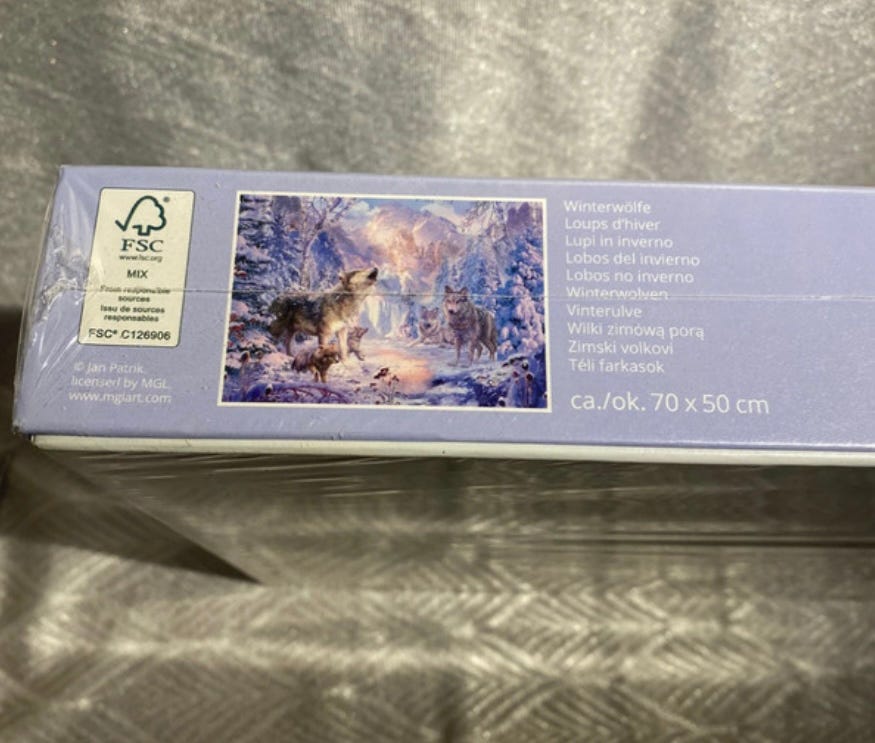 FSC®
www.fsc.org
MIX
From responsible
sources
Issu de sources
responsables
FSC® C126906
© Jan Patrik
licenserl by MGL.
www.mglart.com
Winterwölfe
Loups d'hiver
Lupi in inverno
Lobos del invierno
Lobos no inverno
Winterwolven
Vinterulve
Wilki zimówą porą
Zimski volkovi
Téli farkasok
ca./ok. 70 x 50 cm